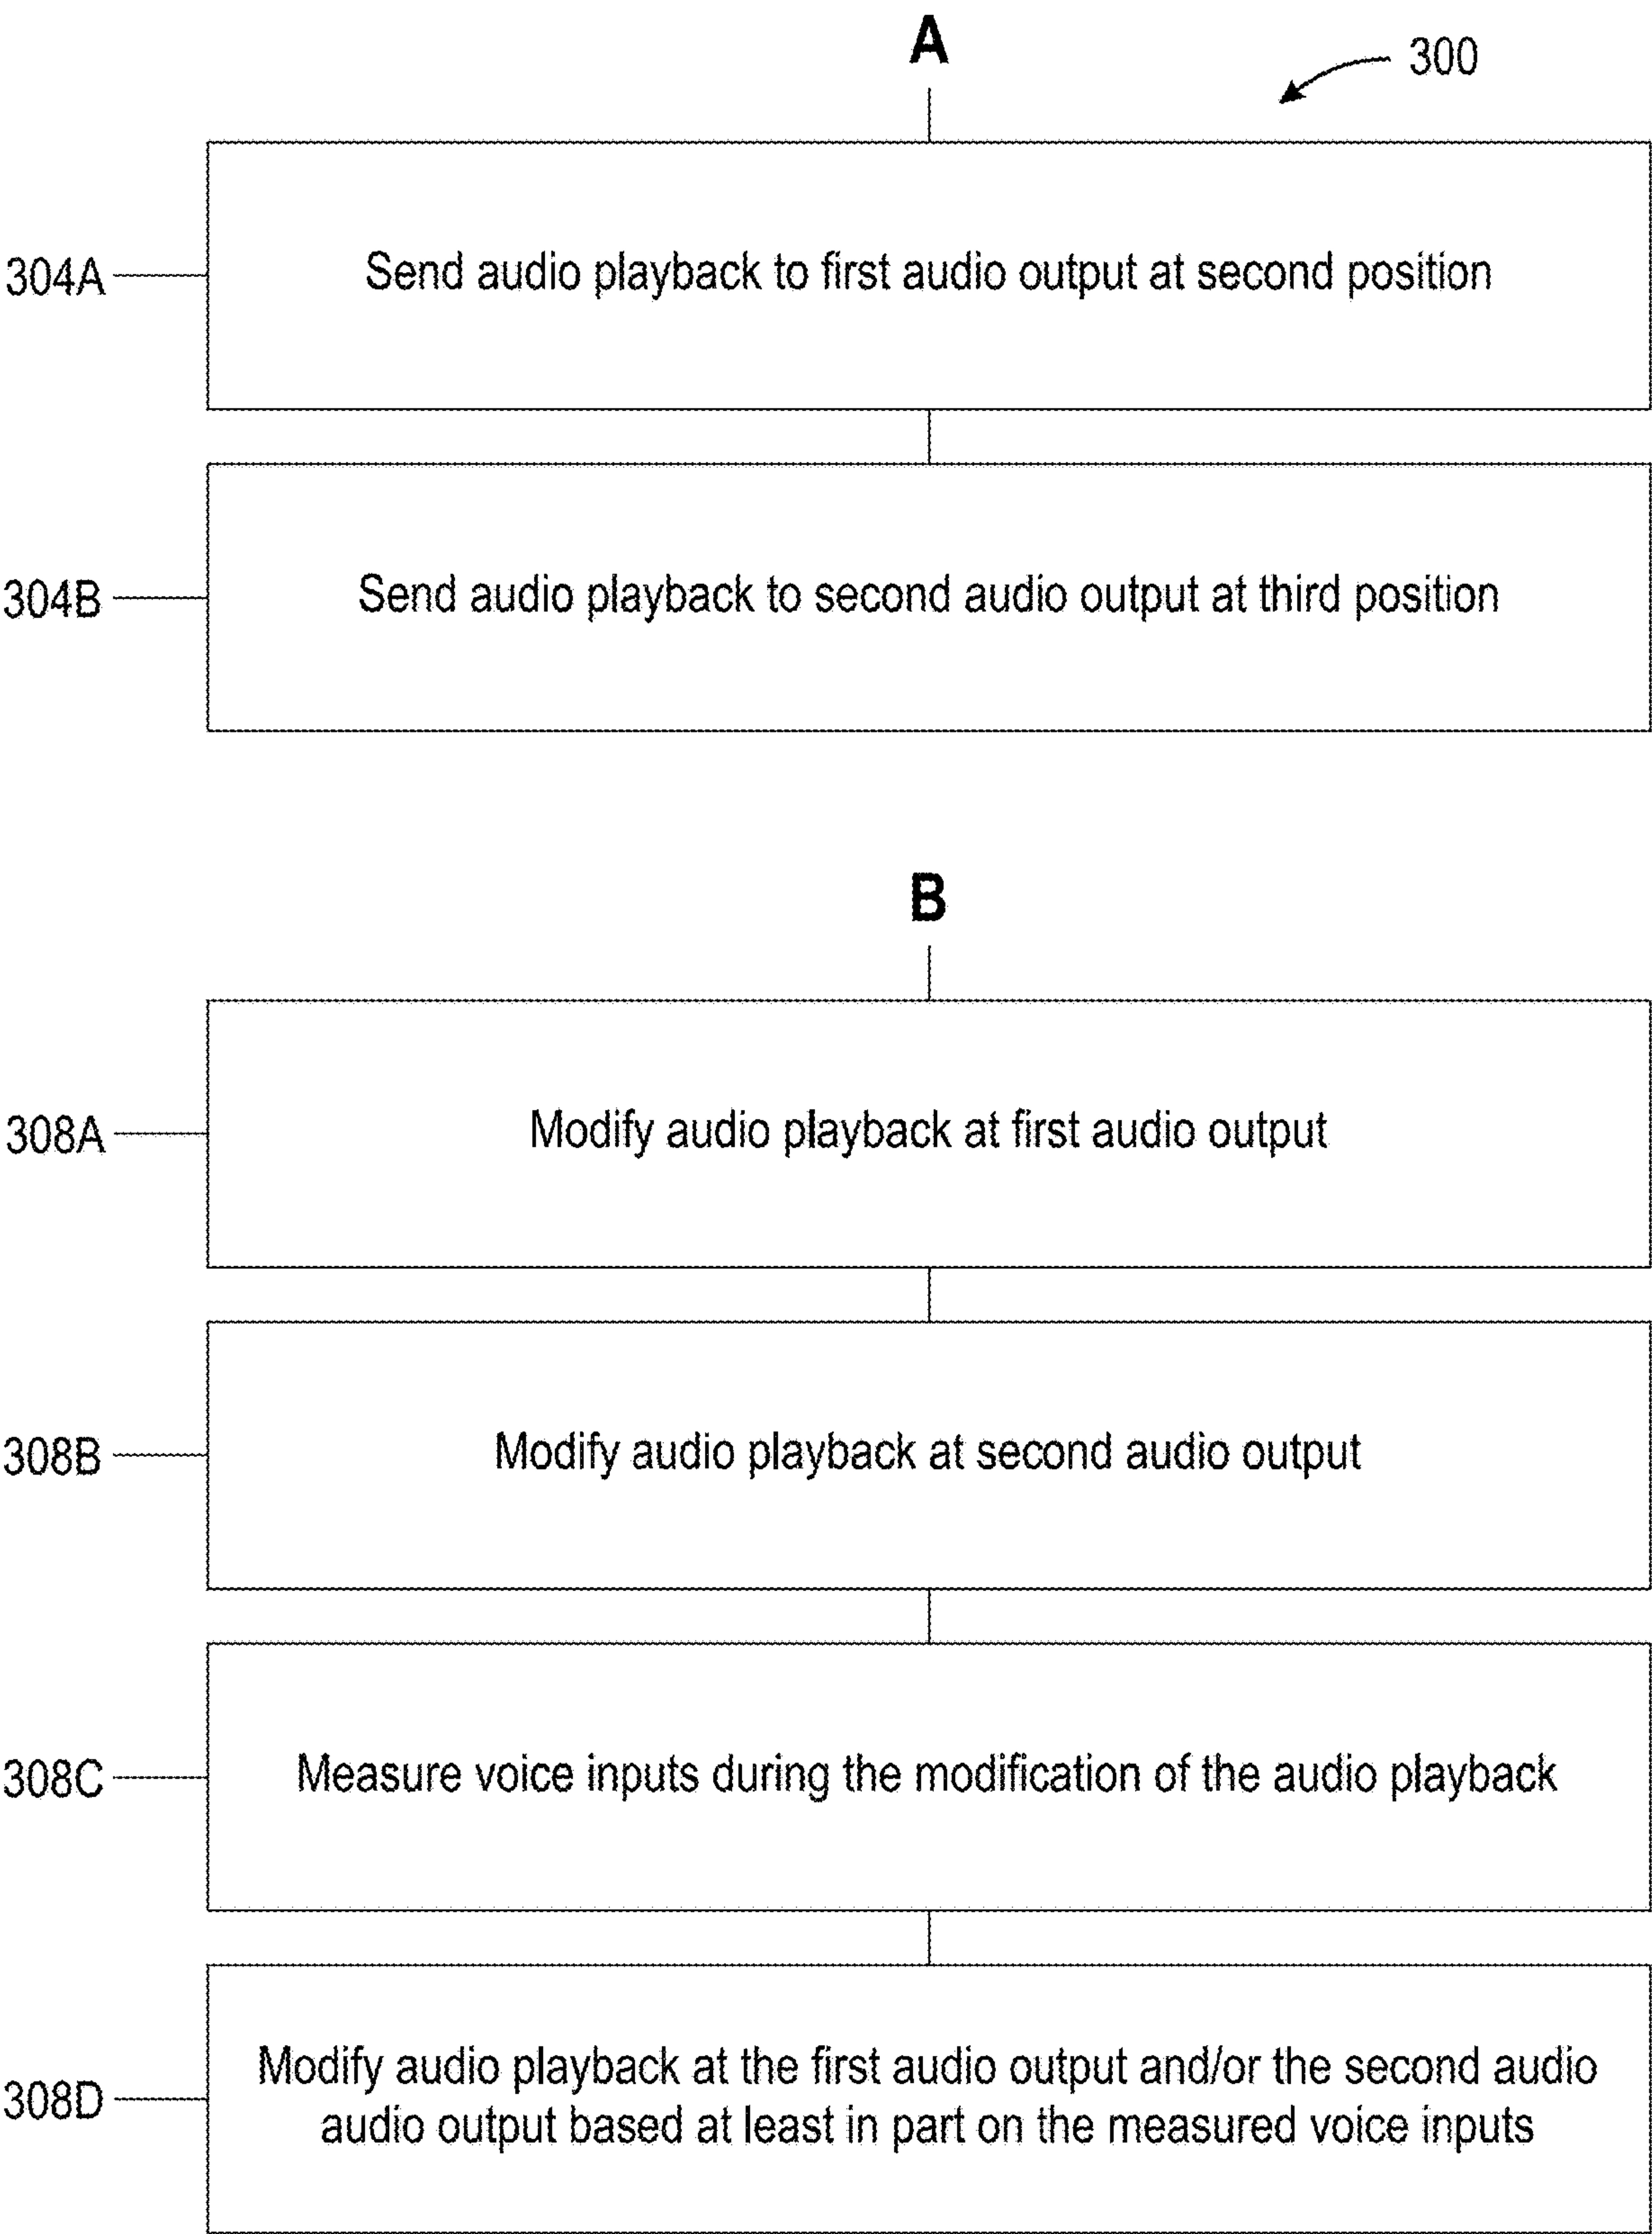 A
300
304A
Send audio playback to first audio output at second position
304B
Send audio playback to second audio output at third position
B
308A
Modify audio playback at first audio output
308B
Modify audio playback at second audio output
308C
Measure voice inputs during the modification of the audio playback
308D
Modify audio playback at the first audio output and/or the second audio
audio output based at least in part on the measured voice inputs